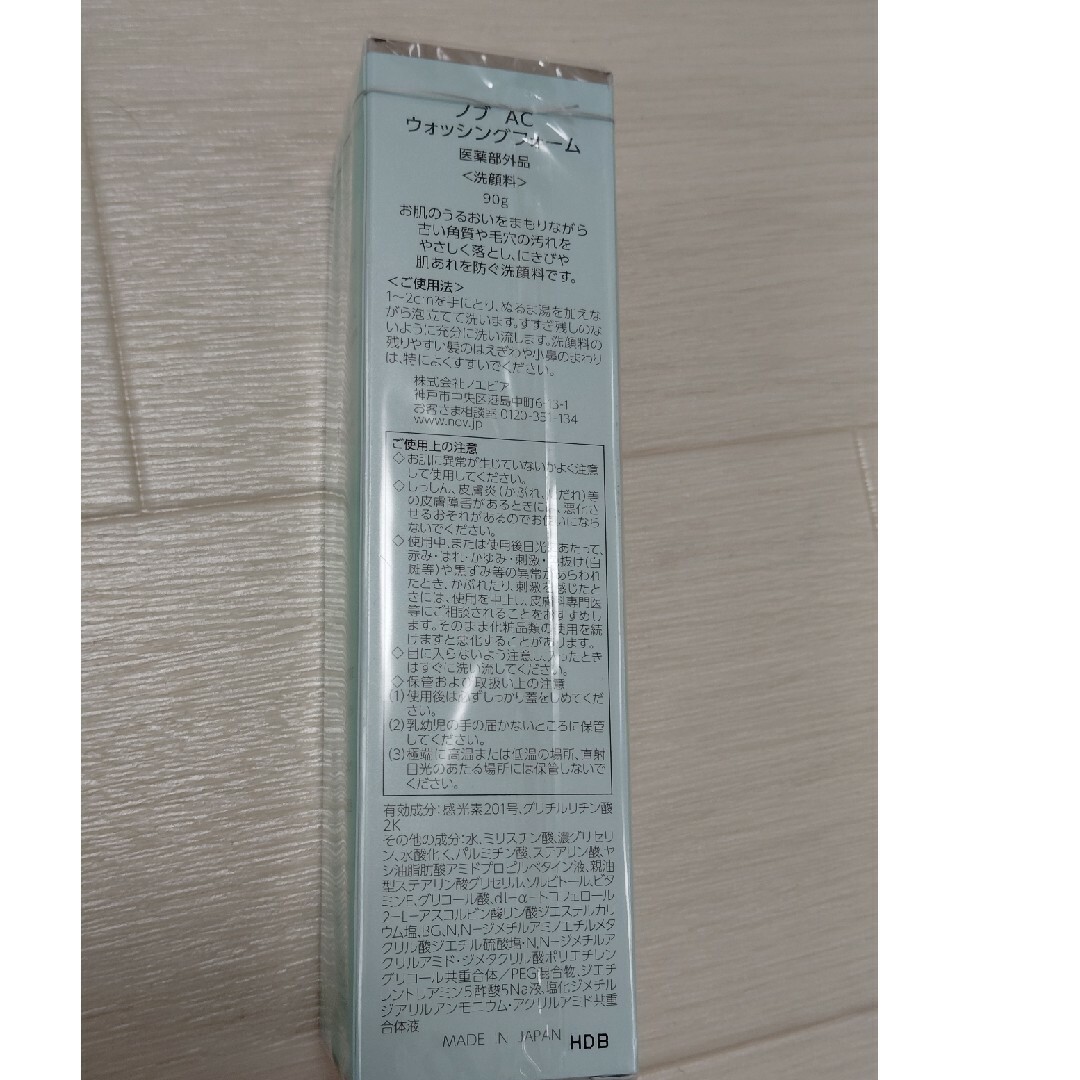 ノブ AC
ウォッシングフォーム
医薬部外品
<洗顔料>
90g
お肌のうるおいをまもりながら
古い角質や毛穴の汚れを
やさしく落とし、にきびや
肌あれを防ぐ洗顔料です。
<ご使用法>
1~2cmを手にとり、ぬるま湯を加えな
がら泡立てて洗います。すすぎ残しのな
いように充分に洗い流します。洗顔料の
残りやすい髪のはえぎわや小鼻のまわり
は、特によくすすいでください。
株式会社ノエビア
神戸市中央区港島中町6-13-1
お客さま相談室 0120-351-134
www.nov.jp
ご使用上の注意
◇お肌に異常が生じていないかよく注意
して使用してください。
◇しっしん、皮膚炎(かぶれ、ただれ)等
の皮膚障害があるときには、悪化さ
せるおそれがあるのでお使いになら
ないでください。
◇使用中、または使用後日光にあたって、
赤み・はれ・かゆみ・刺激・色抜け(白
斑等)や黒ずみ等の異常があらわれ
たとき、かぶれたり、刺激を感じたと
きには、使用を中止し、皮膚科専門医
等にご相談されることをおすすめし
ます。そのまま化粧品類の使用を続
けますと悪化することがあります。
◇目に入らないよう注意し、入ったとき
はすぐに洗い流してください。
◇保管および取扱い上の注意
(1)使用後は必ずしっかり蓋をしめてくだ
さい。
(2)乳幼児の手の届かないところに保管
してください。
(3)極端に高温または低温の場所、直射
日光のあたる場所には保管しないで
ください。
有効成分:感光素201号、グリチルリチン酸
2K
その他の成分:水、ミリスチン酸、濃グリセリ
ン、水酸化K、パルミチン酸、ステアリン酸、ヤ
シ油脂肪酸アミドプロピルベタイン液、親油
型ステアリン酸グリセリル、ソルビトール、ビタ
ミンE、グリコール酸、dl-α-トコフェロール
2-L-アスコルビン酸リン酸ジエステルカリ
ウム塩、BG、N,N-ジメチルアミノエチルメタ
クリル酸ジエチル硫酸塩・N,N-ジメチルア
クリルアミド・ジメタクリル酸ポリエチレン
グリコール共重合体/PEG混合物、ジエチ
レントリアミン5酢酸5Na液、塩化ジメチル
ジアリルアンモニウム・アクリルアミド共重
合体液
MADE IN JAPAN HDB